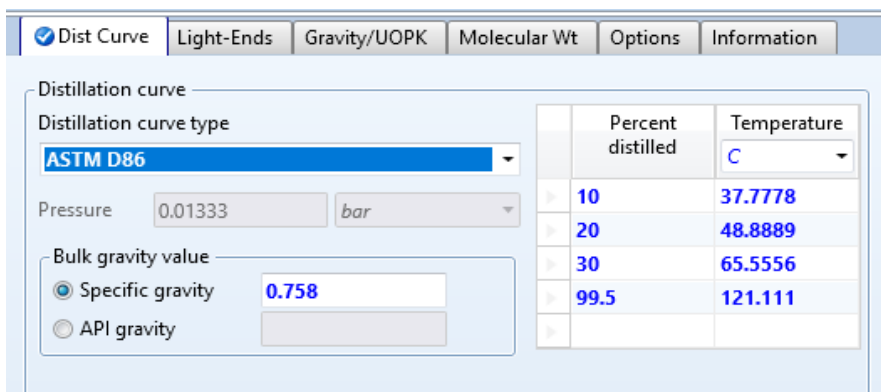 Dist Curve Light-Ends Gravity/UOPK Molecular Wt Options Information
Distillation curve
Distillation curve type
ASTM D86
Pressure 0.01333 bar
Bulk gravity value
Specific gravity 0.758
API gravity
Percent distilled Temperature
C
10 37.7778
20 48.8889
30 65.5556
99.5 121.111